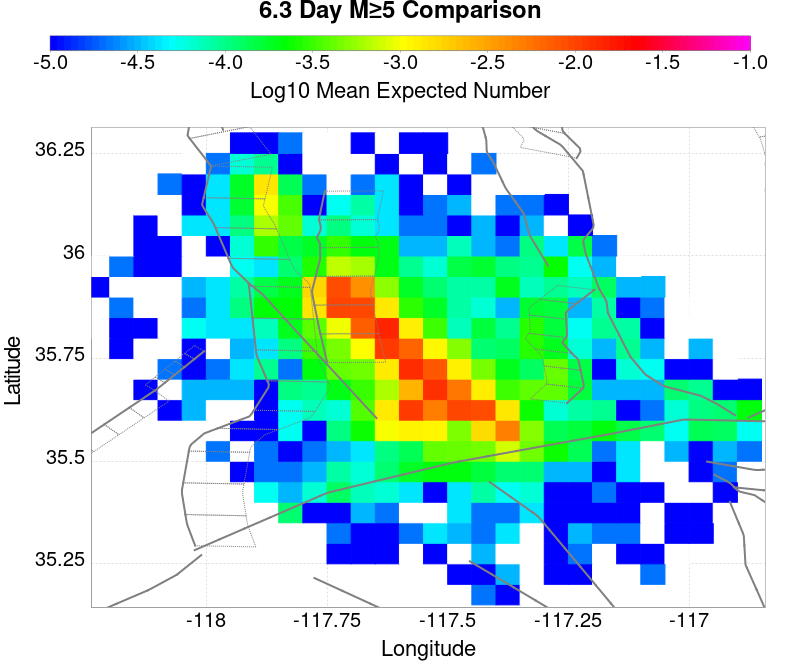 6.3 Day M≥5 Comparison
-5.0 -4.5 -4.0 -3.5 -3.0 -2.5 -2.0 -1.5 -1.0
Log10 Mean Expected Number
36.25
36
35.75
35.5
35.25
Latitude
-118 -117.75 -117.5 -117.25 -117
Longitude